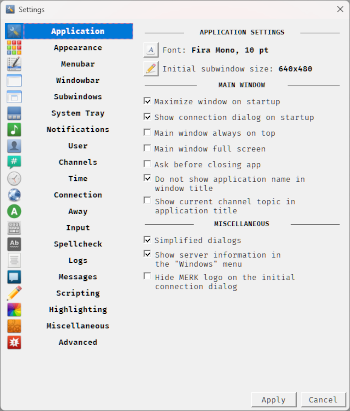 Settings
Application
Appearance
Menubar
Windowbar
Subwindows
System Tray
Notifications
User
Channels
Time
Connection
Away
Input
Spellcheck
Logs
Messages
Scripting
Highlighting
Miscellaneous
Advanced
APPLICATION SETTINGS
Font: Fira Mono, 10 pt
Initial subwindow size: 640x480
MAIN WINDOW
Maximize window on startup
Show connection dialog on startup
Main window always on top
Main window full screen
Ask before closing app
Do not show application name in
window title
Show current channel topic in
application title
MISCELLANEOUS
Simplified dialogs
Show server information in
the "Windows" menu
Hide MERK logo on the initial
connection dialog
Apply
Cancel